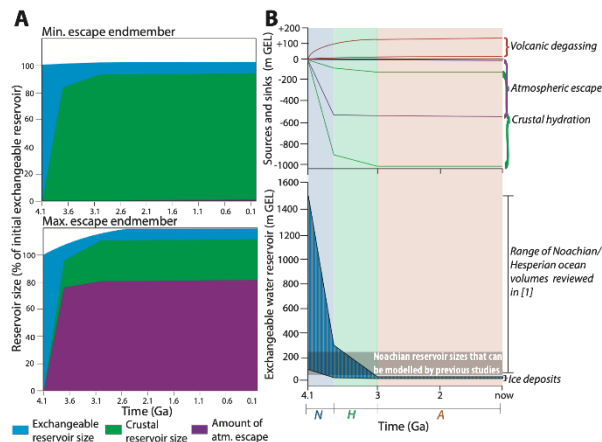 A
Min. escape endmember
100
80
60
40
20
0
4.1 3.6 3.1 2.6 2.1 1.6 1.1 0.6 0.1
Max. escape endmember
100
80
60
40
20
0
4.1 3.6 3.1 2.6 2.1 1.6 1.1 0.6 0.1
Time (Ga)
Reservoir size (% of initial exchangeable reservoir)
Exchangeable
reservoir size
Crustal
reservoir size
Amount of
atm. escape
B
+200
+100
0
-200
-400
-600
-800
-1000
Sources and sinks (m GEL)
Volcanic degassing
Atmospheric escape
Crustal hydration
1600
1400
1200
1000
800
600
400
200
100
0
Exchangeable water reservoir (m GEL)
Range of Noachian/
Hesperian ocean
volumes reviewed
in [1]
Noachian reservoir sizes that can
be modelled by previous studies
Ice deposits
4.1 3 2 now
Time (Ga)
N H A